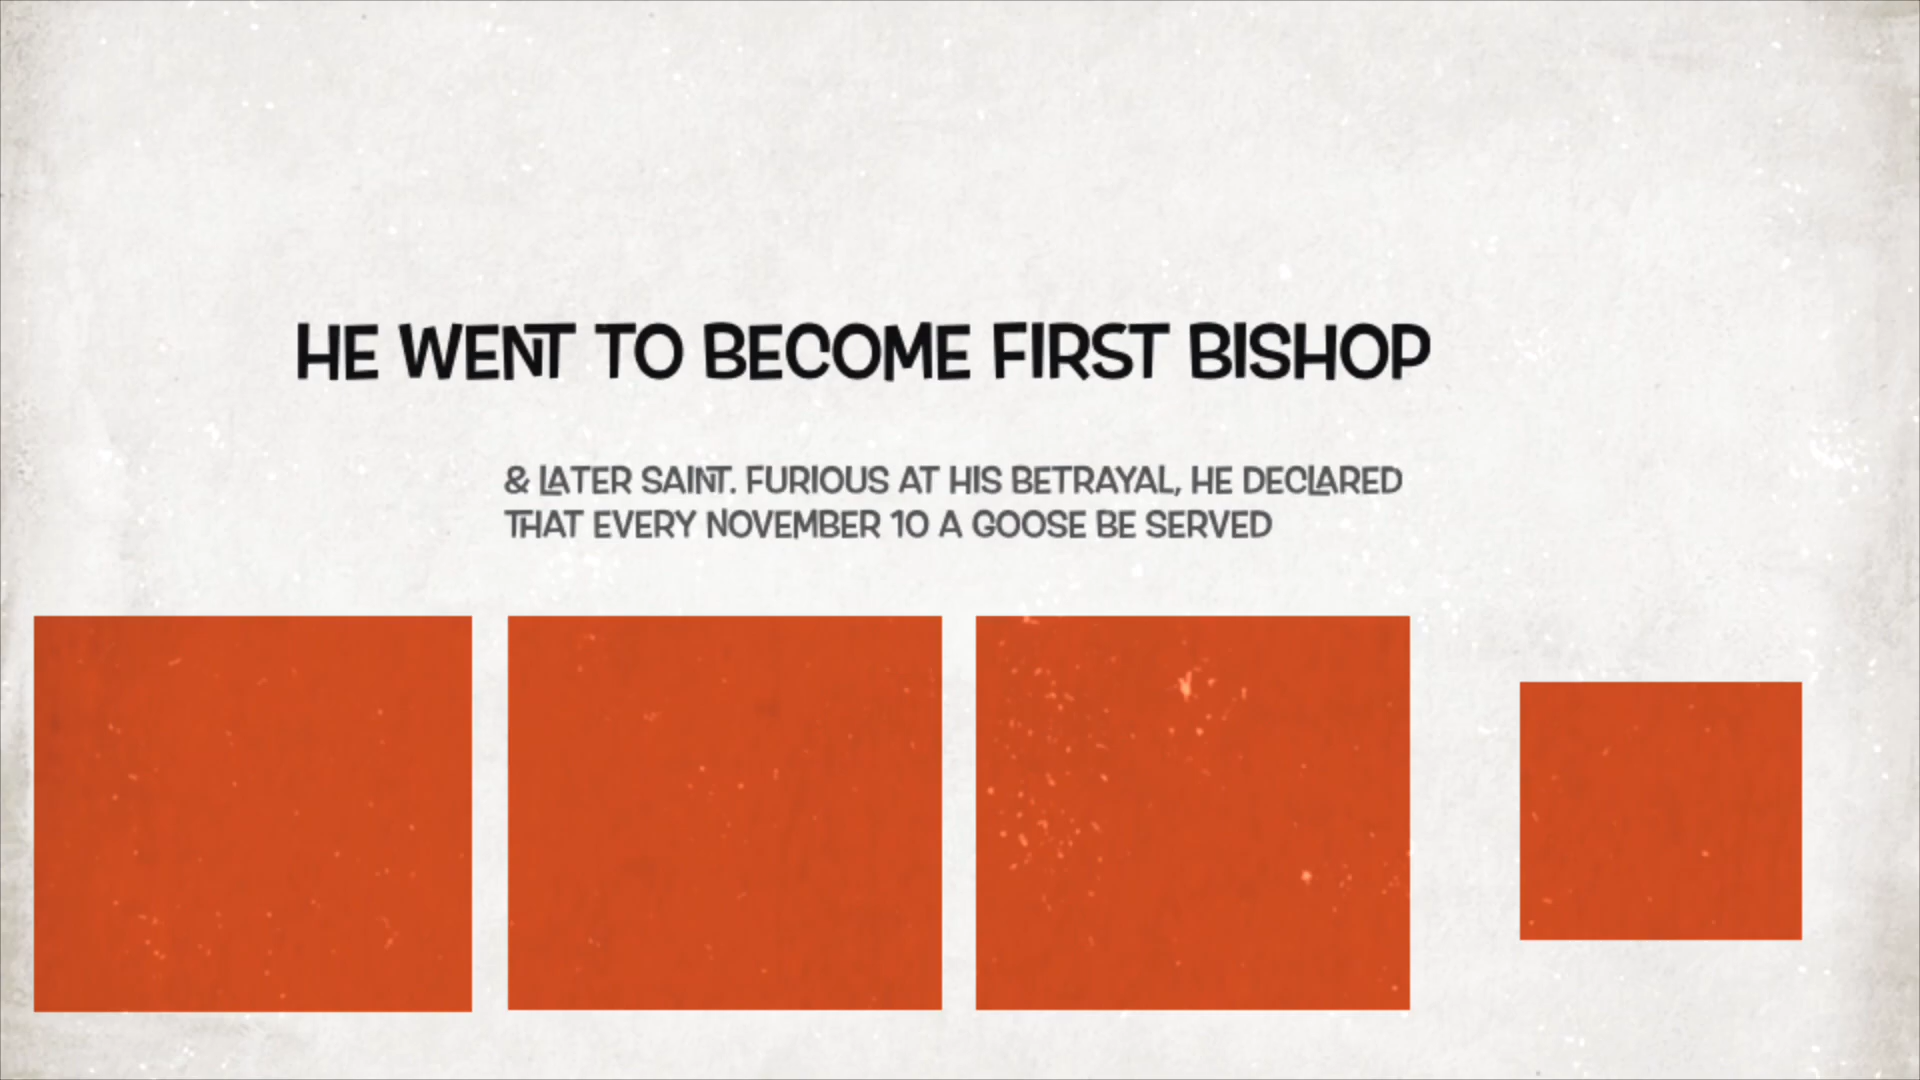 HE WENT TO BECOME FIRST BISHOP
& LATER SAINT. FURIOUS AT HIS BETRAYAL, HE DECLARED
THAT EVERY NOVEMBER 10 A GOOSE BE SERVED